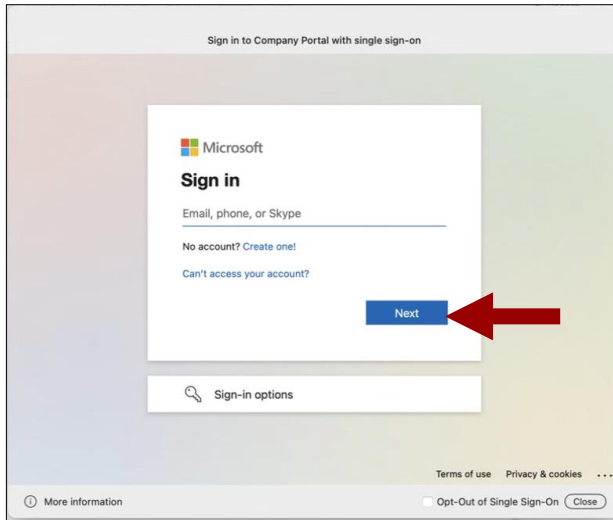 Sign in to Company Portal with single sign-on
Microsoft
Sign in
Email, phone, or Skype
No account? Create one!
Can't access your account?
Next
Sign-in options
Terms of use Privacy & cookies ...
More information
Opt-Out of Single Sign-On Close